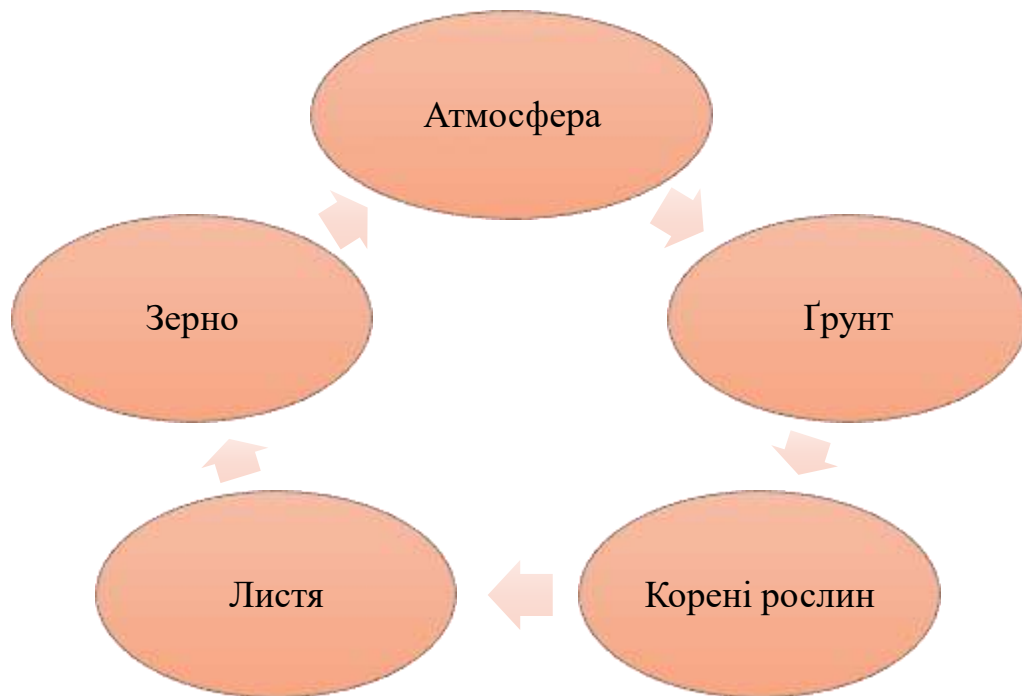 Атмосфера
Зерно
Ґрунт
Листя
Корені рослин